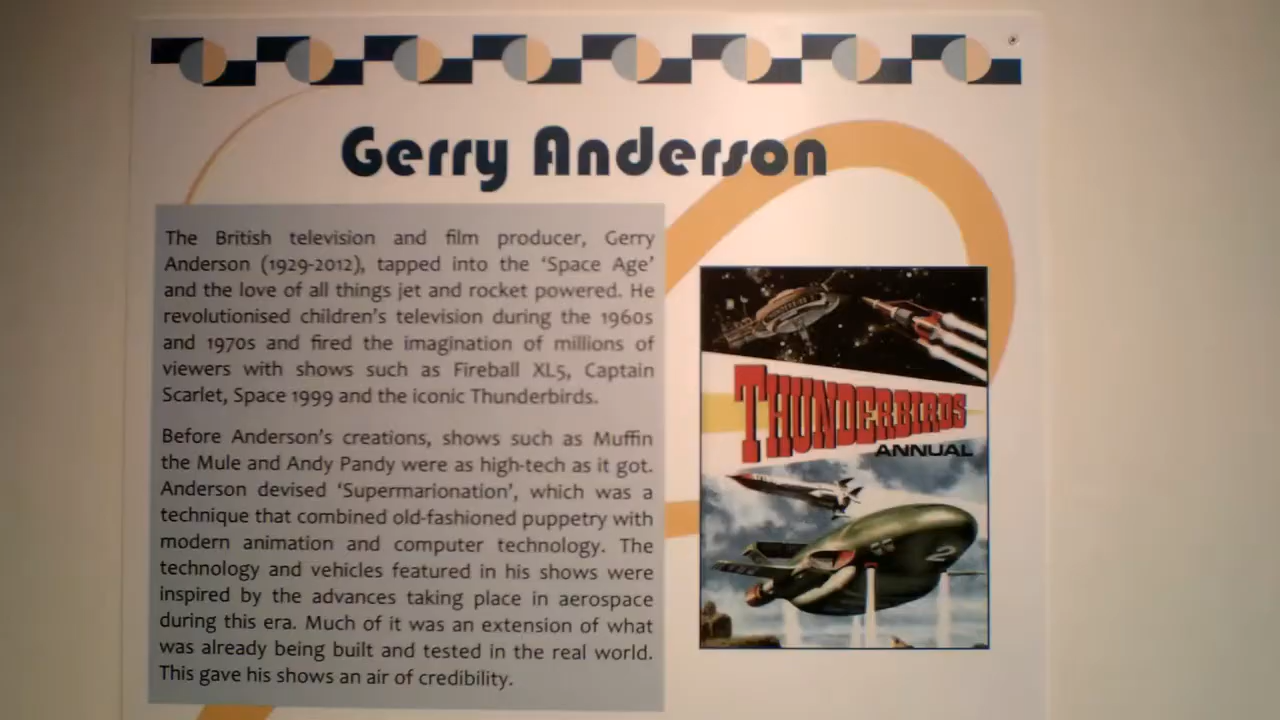 Gerry Anderson
The British television and film producer, Gerry
Anderson (1929-2012), tapped into the ‘Space Age’
and the love of all things jet and rocket powered. He
revolutionised children’s television during the 1960s
and 1970s and fired the imagination of millions of
viewers with shows such as Fireball XL5, Captain
Scarlet, Space 1999 and the iconic Thunderbirds.
Before Anderson’s creations, shows such as Muffin
the Mule and Andy Pandy were as high-tech as it got.
Anderson devised ‘Supermarionation’, which was a
technique that combined old-fashioned puppetry with
modern animation and computer technology. The
technology and vehicles featured in his shows were
inspired by the advances taking place in aerospace
during this era. Much of it was an extension of what
was already being built and tested in the real world.
This gave his shows an air of credibility.
THUNDERBIRDS
ANNUAL
2